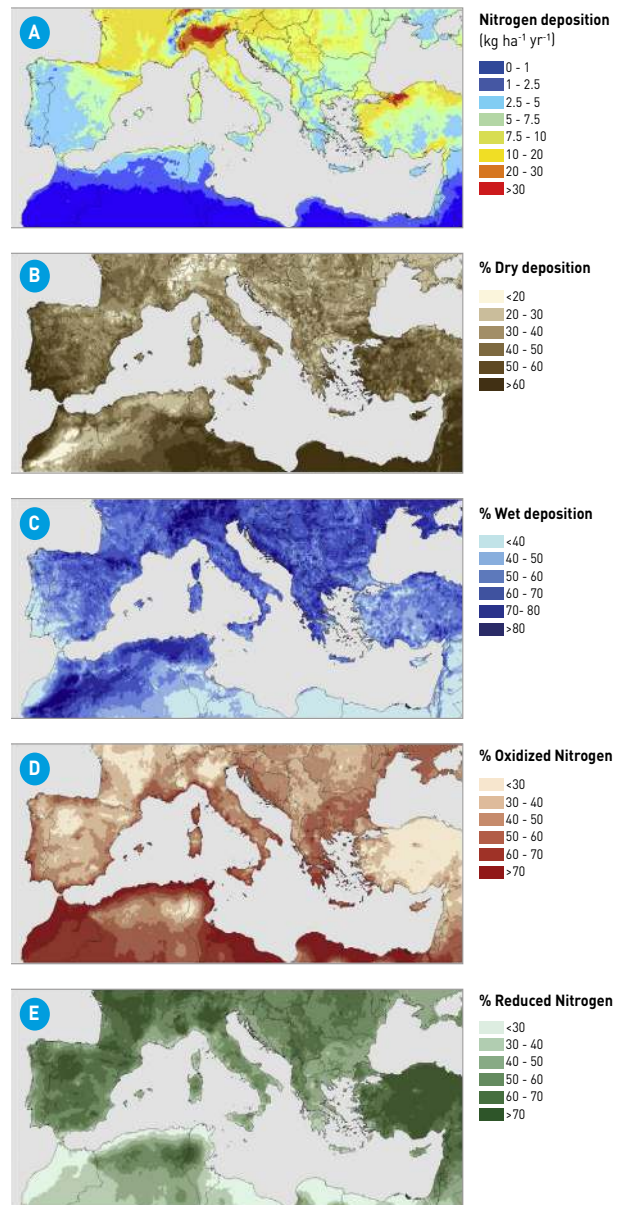 A
Nitrogen deposition
(kg ha⁻¹ yr⁻¹)
0 - 1
1 - 2.5
2.5 - 5
5 - 7.5
7.5 - 10
10 - 20
20 - 30
>30
B
% Dry deposition
<20
20 - 30
30 - 40
40 - 50
50 - 60
>60
C
% Wet deposition
<40
40 - 50
50 - 60
60 - 70
70- 80
>80
D
% Oxidized Nitrogen
<30
30 - 40
40 - 50
50 - 60
60 - 70
>70
E
% Reduced Nitrogen
<30
30 - 40
40 - 50
50 - 60
60 - 70
>70